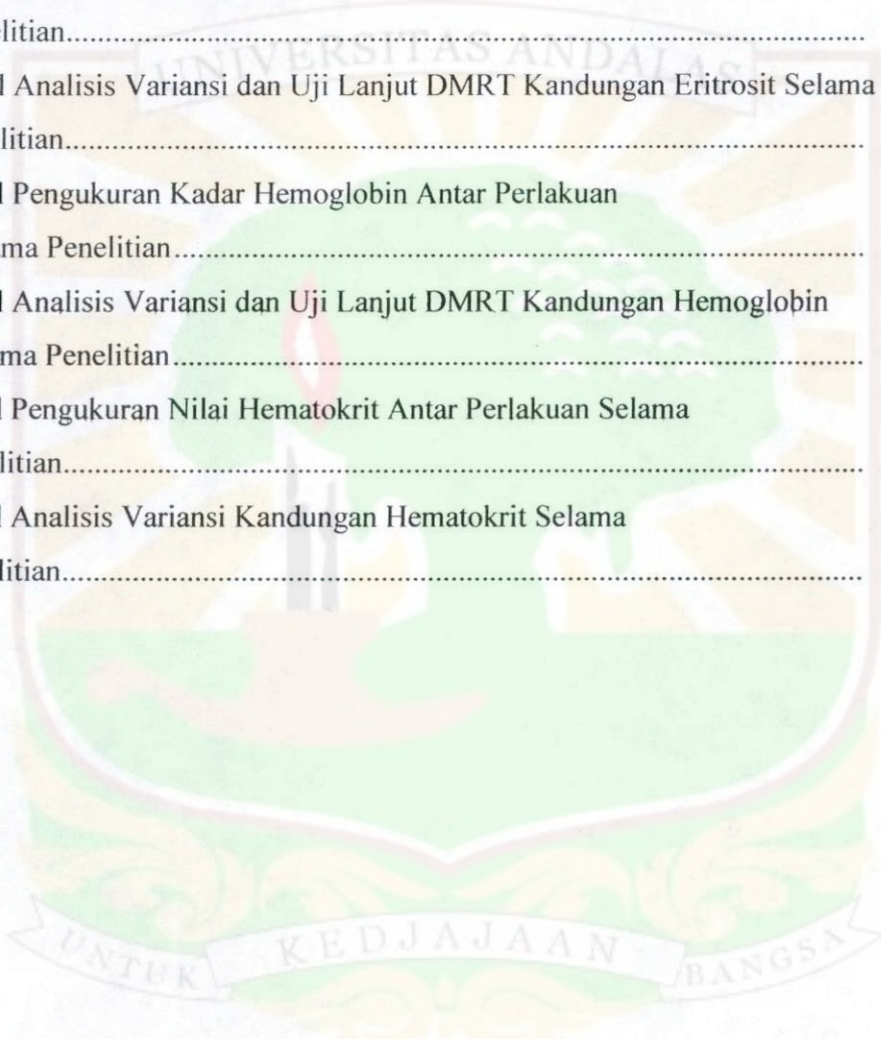 litian
UNIVERSITAS ANDALAS
l Analisis Variansi dan Uji Lanjut DMRT Kandungan Eritrosit Selama
litian
l Pengukuran Kadar Hemoglobin Antar Perlakuan
ma Penelitian
l Analisis Variansi dan Uji Lanjut DMRT Kandungan Hemoglobin
ma Penelitian
l Pengukuran Nilai Hematokrit Antar Perlakuan Selama
litian
l Analisis Variansi Kandungan Hematokrit Selama
litian
UNTUK KEDJAJAAN BANGSA